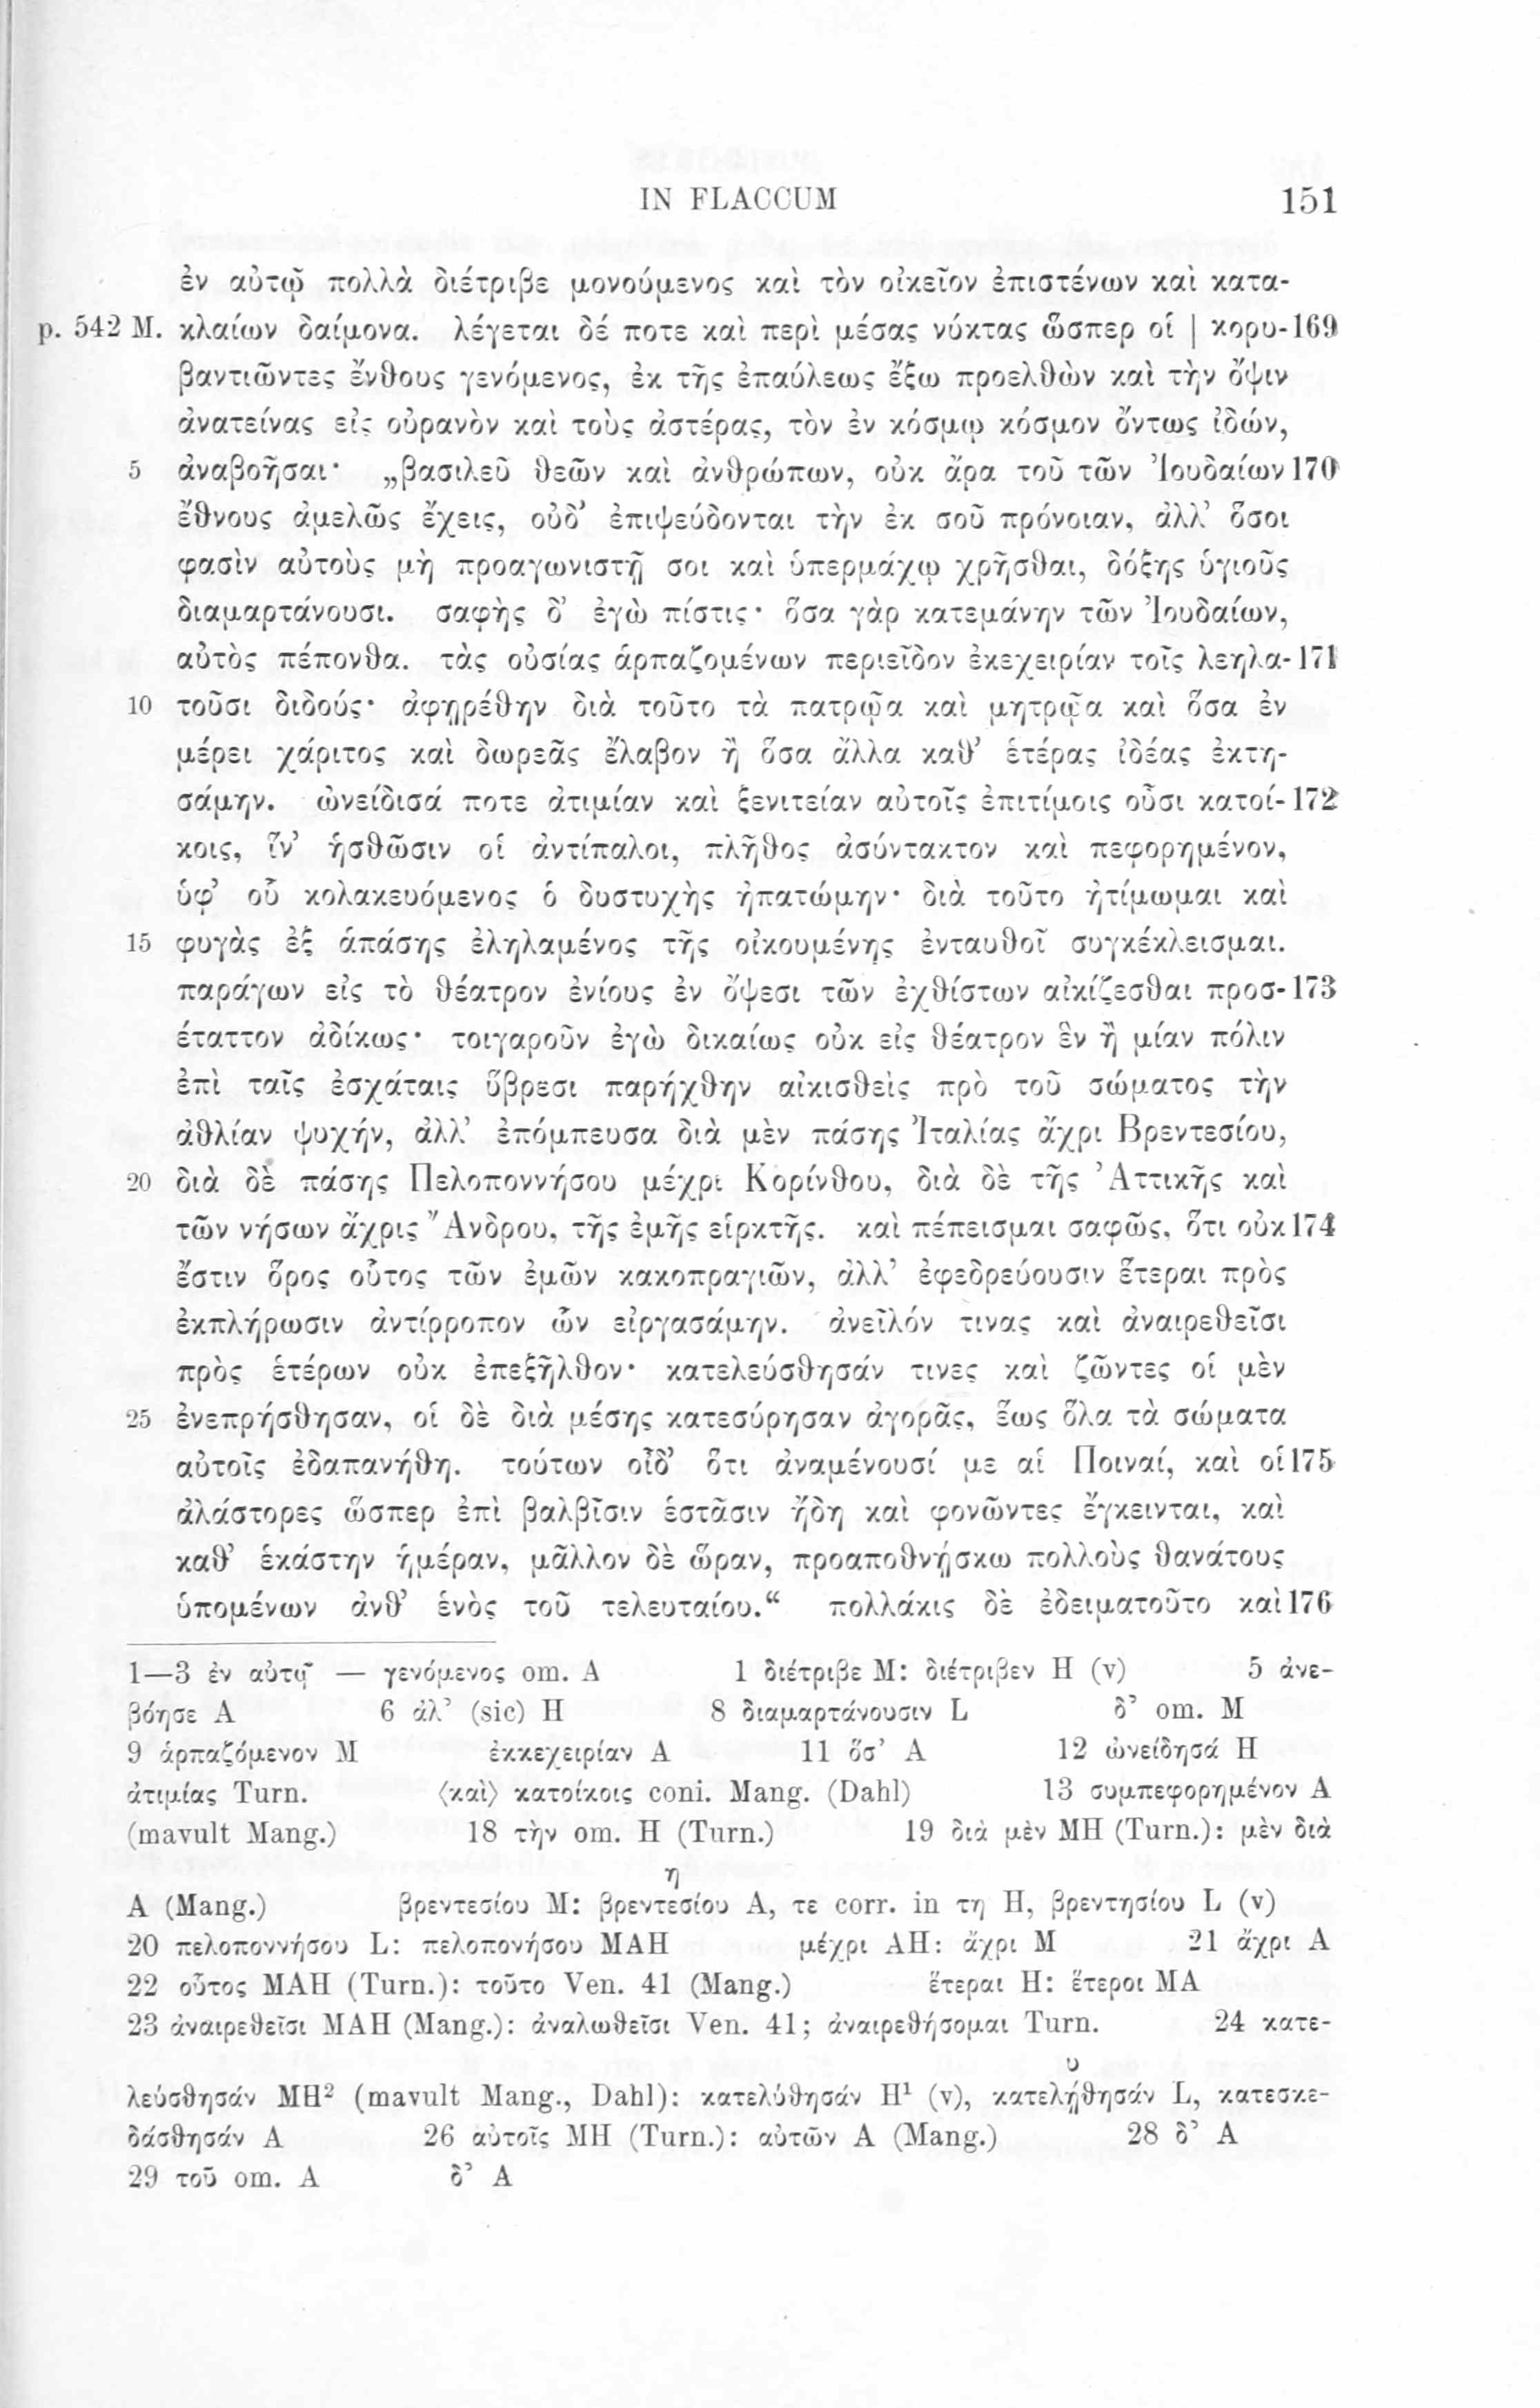 IN FLACCUM 151
ἐν αὐτῷ πολλὰ διέτριβε μονούμενος καὶ τὸν οἰκεῖον ἐπιστένων καὶ κατα-
p. 542 M. κλαίων δαίμονα. λέγεται δέ ποτε καὶ περὶ μέσας νύκτας ὥσπερ οἱ | κορυ- 169
βαντιῶντες ἔνθους γενόμενος, ἐκ τῆς ἐπαύλεως ἔξω προελθὼν καὶ τὴν ὄψιν
ἀνατείνας εἰς οὐρανὸν καὶ τοὺς ἀστέρας, τὸν ἐν κόσμῳ κόσμον ὄντως ἰδών,
5 ἀναβοῆσαι· „βασιλεῦ θεῶν καὶ ἀνθρώπων, οὐκ ἄρα τοῦ τῶν Ἰουδαίων 170
ἔθνους ἀμελῶς ἔχεις, οὐδ’ ἐπιψεύδονται τὴν ἐκ σοῦ πρόνοιαν, ἀλλ’ ὅσοι
φασὶν αὐτοὺς μὴ προαγωνιστῇ σοι καὶ ὑπερμάχῳ χρῆσθαι, δόξης ὑγιοῦς
διαμαρτάνουσι. σαφὴς δ’ ἐγὼ πίστις· ὅσα γὰρ κατεμάνην τῶν Ἰουδαίων,
αὐτὸς πέπονθα. τὰς οὐσίας ἁρπαζομένων περιεῖδον ἐκεχειρίαν τοῖς λεηλα- 171
10 τοῦσι διδούς· ἀφῃρέθην διὰ τοῦτο τὰ πατρῷα καὶ μητρῷα καὶ ὅσα ἐν
μέρει χάριτος καὶ δωρεᾶς ἔλαβον ἢ ὅσα ἄλλα καθ’ ἑτέρας ἰδέας ἐκτη-
σάμην. ὠνείδισά ποτε ἀτιμίαν καὶ ξενιτείαν αὐτοῖς ἐπιτίμοις οὖσι κατοί- 172
κοις, ἵν’ ἡσθῶσιν οἱ ἀντίπαλοι, πλῆθος ἀσύντακτον καὶ πεφορημένον,
ὑφ’ οὗ κολακευόμενος ὁ δυστυχὴς ἠπατώμην· διὰ τοῦτο ἠτίμωμαι καὶ
15 φυγὰς ἐξ ἁπάσης ἐληλαμένος τῆς οἰκουμένης ἐνταυθοῖ συγκέκλεισμαι.
παράγων εἰς τὸ θέατρον ἐνίους ἐν ὄψεσι τῶν ἐχθίστων αἰκίζεσθαι προσ- 173
έταττον ἀδίκως· τοιγαροῦν ἐγὼ δικαίως οὐκ εἰς θέατρον ἓν ἢ μίαν πόλιν
ἐπὶ ταῖς ἐσχάταις ὕβρεσι παρήχθην αἰκισθεὶς πρὸ τοῦ σώματος τὴν
ἀθλίαν ψυχήν, ἀλλ’ ἐπόμπευσα διὰ μὲν πάσης Ἰταλίας ἄχρι Βρεντεσίου,
20 διὰ δὲ πάσης Πελοποννήσου μέχρι Κορίνθου, διὰ δὲ τῆς Ἀττικῆς καὶ
τῶν νήσων ἄχρις Ἄνδρου, τῆς ἐμῆς εἱρκτῆς. καὶ πέπεισμαι σαφῶς, ὅτι οὐκ 174
ἔστιν ὅρος οὗτος τῶν ἐμῶν κακοπραγιῶν, ἀλλ’ ἐφεδρεύουσιν ἕτεραι πρὸς
ἐκπλήρωσιν ἀντίρροπον ὧν εἰργασάμην. ἀνεῖλόν τινας καὶ ἀναιρεθεῖσι
πρὸς ἑτέρων οὐκ ἐπεξῆλθον· κατελεύσθησάν τινες καὶ ζῶντες οἱ μὲν
25 ἐνεπρήσθησαν, οἱ δὲ διὰ μέσης κατεσύρησαν ἀγορᾶς, ἕως ὅλα τὰ σώματα
αὐτοῖς ἐδαπανήθη. τούτων οἶδ’ ὅτι ἀναμένουσί με αἱ Ποιναί, καὶ οἱ 175
ἀλάστορες ὥσπερ ἐπὶ βαλβῖσιν ἑστᾶσιν ἤδη καὶ φονῶντες ἔγκεινται, καὶ
καθ’ ἑκάστην ἡμέραν, μᾶλλον δὲ ὥραν, προαποθνῄσκω πολλοὺς θανάτους
ὑπομένων ἀνθ’ ἑνὸς τοῦ τελευταίου.“ πολλάκις δὲ ἐδειματοῦτο καὶ 176
1—3 ἐν αὐτῷ — γενόμενος om. A 1 διέτριβε M: διέτριβεν H (v) 5 ἀνε-
βόησε A 6 ἀλ’ (sic) H 8 διαμαρτάνουσιν L δ’ om. M
9 ἁρπαζόμενον M ἐκκεχειρίαν A 11 ὅσ’ A 12 ὠνείδησά H
ἀτιμίας Turn. ⟨καὶ⟩ κατοίκοις coni. Mang. (Dahl) 13 συμπεφορημένον A
(mavult Mang.) 18 τὴν om. H (Turn.) 19 διὰ μὲν MH (Turn.): μὲν διὰ
η
A (Mang.) βρεντεσίου M: βρεντεσίου A, τε corr. in τη H, βρεντησίου L (v)
20 πελοποννήσου L: πελοπονήσου MAH μέχρι AH: ἄχρι M 21 ἄχρι A
22 οὗτος MAH (Turn.): τοῦτο Ven. 41 (Mang.) ἕτεραι H: ἕτεροι MA
23 ἀναιρεθεῖσι MAH (Mang.): ἀναλωθεῖσι Ven. 41; ἀναιρεθήσομαι Turn. 24 κατε-
υ
λεύσθησάν MH² (mavult Mang., Dahl): κατελύθησάν H¹ (v), κατελήθησάν L, κατεσκε-
δάσθησάν A 26 αὐτοῖς MH (Turn.): αὐτῶν A (Mang.) 28 δ’ A
29 τοῦ om. A δ’ A